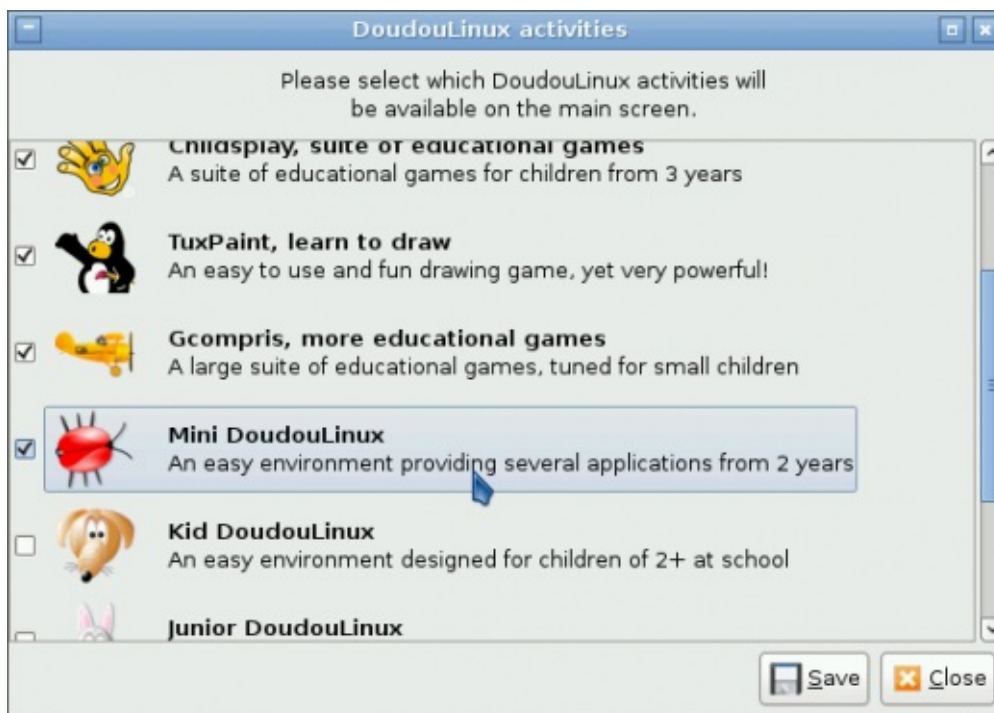 DoudouLinux activities
Please select which DoudouLinux activities will
be available on the main screen.
Childsplay, suite of educational games
A suite of educational games for children from 3 years
TuxPaint, learn to draw
An easy to use and fun drawing game, yet very powerful!
Gcompris, more educational games
A large suite of educational games, tuned for small children
Mini DoudouLinux
An easy environment providing several applications from 2 years
Kid DoudouLinux
An easy environment designed for children of 2+ at school
Junior DoudouLinux
Save
Close